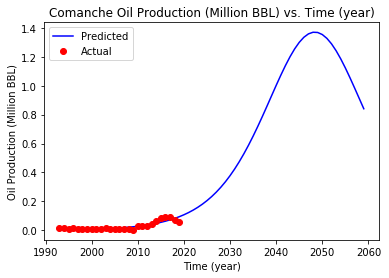 Comanche Oil Production (Million BBL) vs. Time (year)
Predicted
Actual
Oil Production (Million BBL)
1.4
1.2
1.0
0.8
0.6
0.4
0.2
0.0
1990 2000 2010 2020 2030 2040 2050 2060
Time (year)